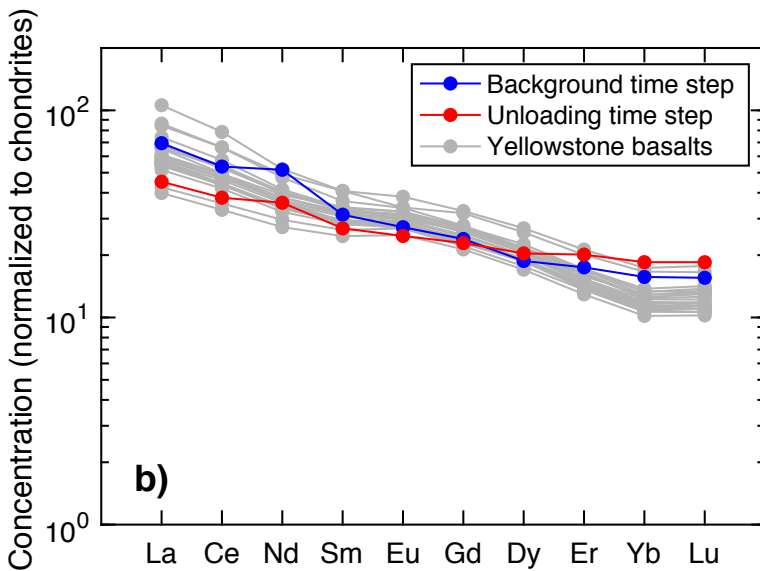 Concentration (normalized to chondrites)
10^2
10^1
10^0
Background time step
Unloading time step
Yellowstone basalts
b)
La Ce Nd Sm Eu Gd Dy Er Yb Lu